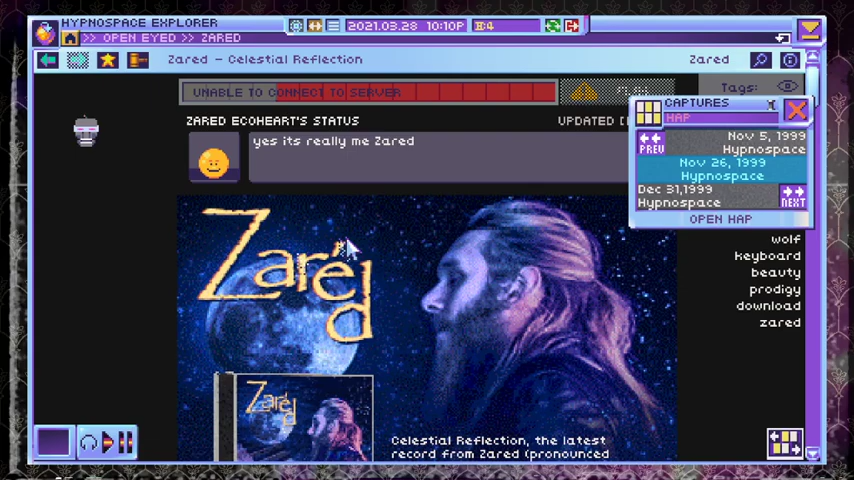 HYPNOSPACE EXPLORER
2021.03.28 10:10P
>> OPEN EYED >> ZARED
Zared - Celestial Reflection
Zared
UNABLE TO CONNECT TO SERVER
Tags:
CAPTURES
HAP
PREV
Nov 5, 1999
Hypnospace
Nov 26, 1999
Hypnospace
Dec 31,1999
Hypnospace
NEXT
OPEN HAP
ZARED ECOHEART'S STATUS
UPDATED
yes its really me Zared
wolf
keyboard
beauty
prodigy
download
zared
Zared
Zared
Celestial Reflection, the latest
record from Zared (pronounced